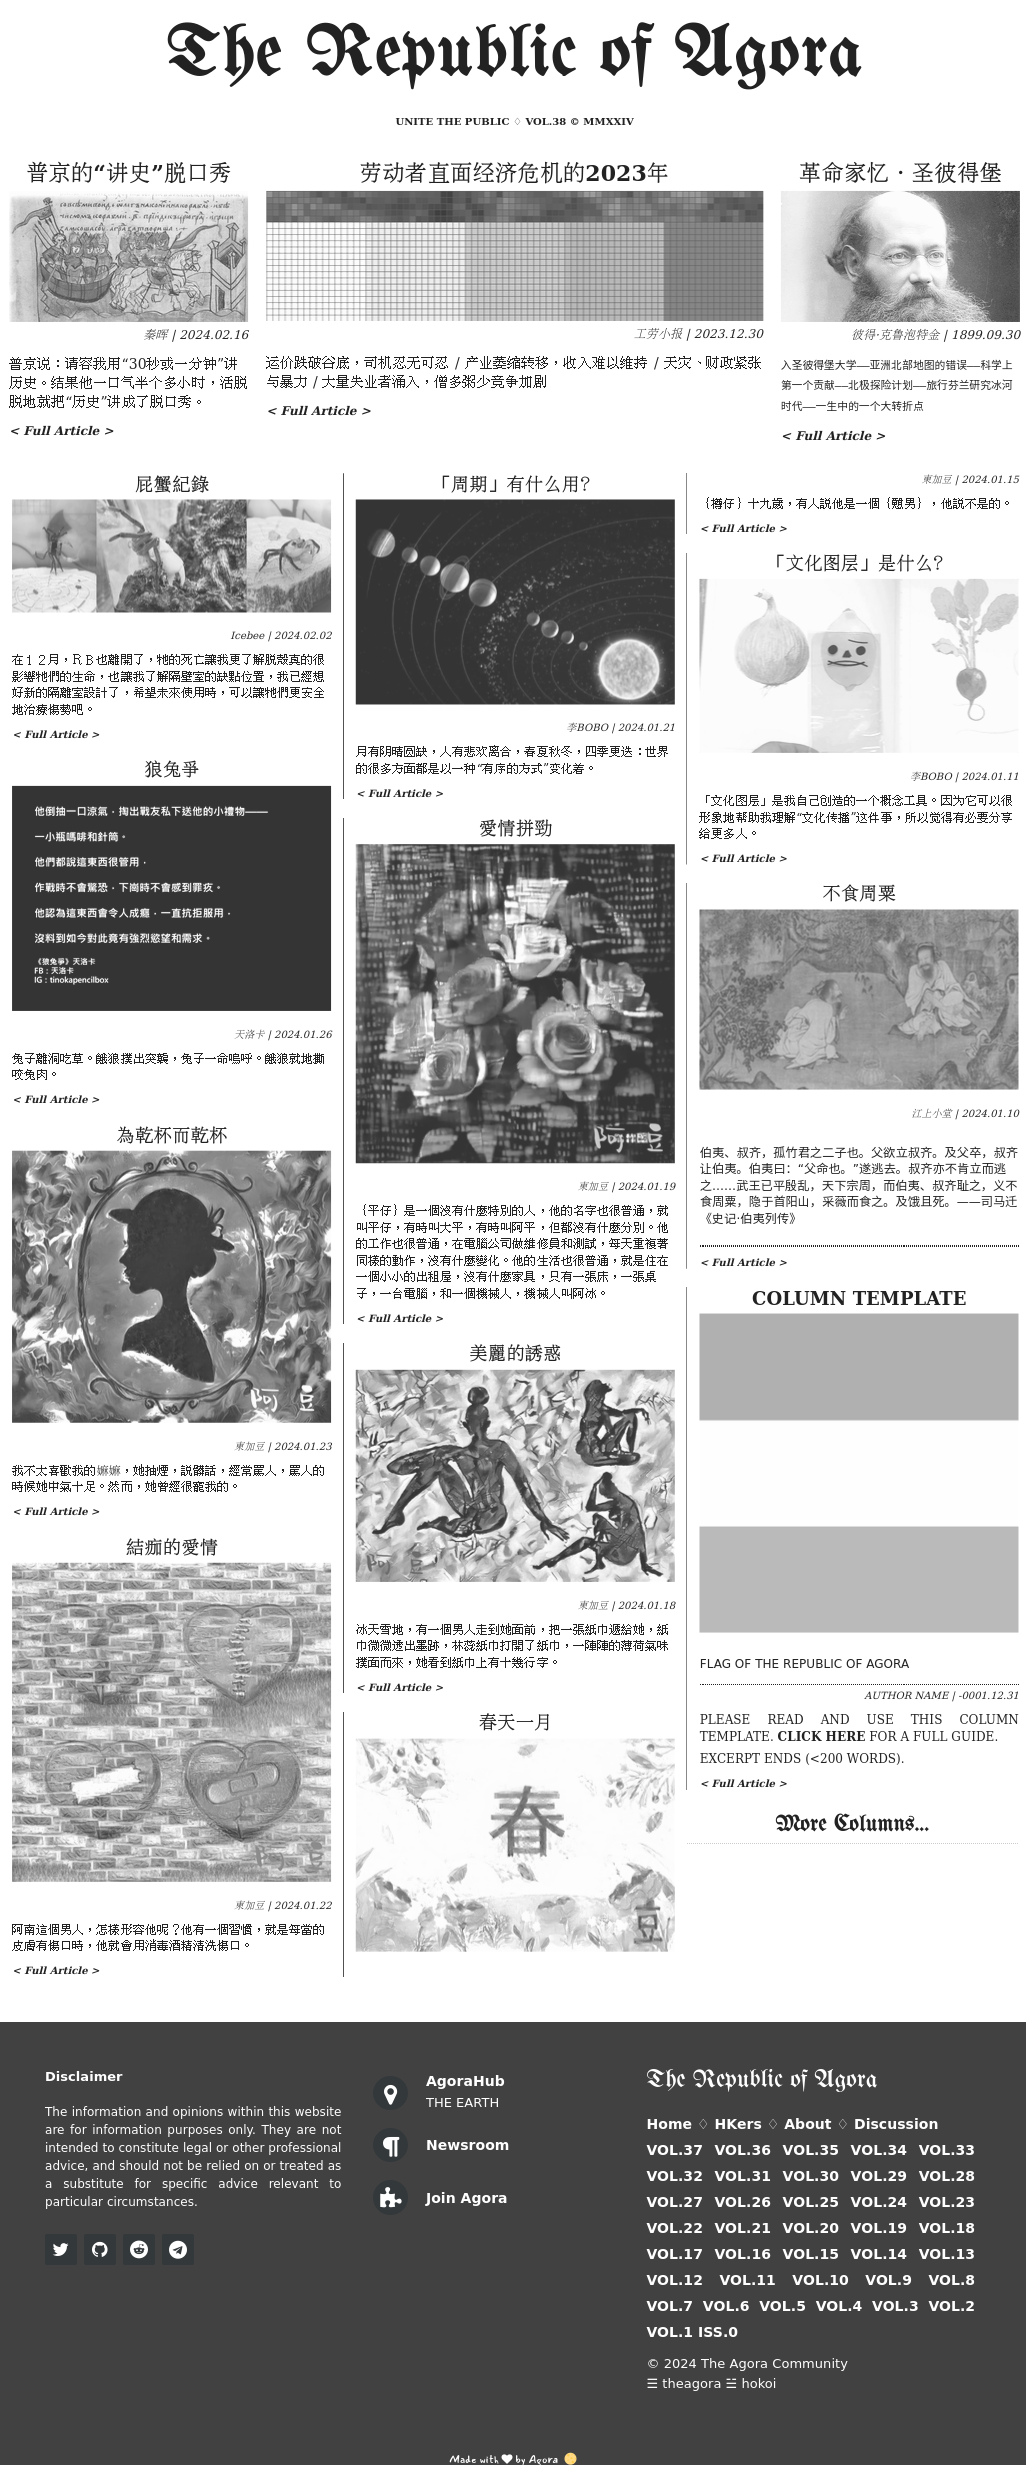 The Republic of Agora
UNITE THE PUBLIC ♢ VOL.38 © MMXXIV
普京的“讲史”脱口秀
秦晖 | 2024.02.16
普京说：请容我用“30秒或一分钟”讲
历史。结果他一口气半个多小时，活脱
脱地就把“历史”讲成了脱口秀。
< Full Article >
劳动者直面经济危机的2023年
工劳小报 | 2023.12.30
运价跌破谷底，司机忍无可忍 / 产业萎缩转移，收入难以维持 / 天灾、财政紧张
与暴力 / 大量失业者涌入，僧多粥少竞争加剧
< Full Article >
革命家忆 · 圣彼得堡
彼得·克鲁泡特金 | 1899.09.30
入圣彼得堡大学——亚洲北部地图的错误——科学上
第一个贡献——北极探险计划——旅行芬兰研究冰河
时代——一生中的一个大转折点
< Full Article >
屁蟹紀錄
Icebee | 2024.02.02
在１２月，ＲＢ也離開了，牠的死亡讓我更了解脱殼真的很
影響牠們的生命，也讓我了解隔壁室的缺點位置，我已經想
好新的隔離室設計了，希望未來使用時，可以讓牠們更安全
地治療傷勢吧。
< Full Article >
狼兔爭
他倒抽一口涼氣，掏出戰友私下送他的小禮物——
一小瓶嗎啡和針筒。
他們都說這東西很管用，
作戰時不會驚恐，下崗時不會感到罪疚。
他認為這東西會令人成癮，一直抗拒服用，
沒料到如今對此竟有強烈慾望和需求。
《狼兔爭》天洛卡
FB：天洛卡
IG：tinokapencilbox
天洛卡 | 2024.01.26
兔子離洞吃草。餓狼撲出突襲，兔子一命嗚呼。餓狼就地撕
咬兔肉。
< Full Article >
為乾杯而乾杯
阿豆
東加豆 | 2024.01.23
我不太喜歡我的嫲嫲，她抽煙，説髒話，經常罵人，罵人的
時候她中氣十足。然而，她曾經很寵我的。
< Full Article >
結痂的愛情
阿豆
東加豆 | 2024.01.22
阿南這個男人，怎樣形容他呢？他有一個習慣，就是每當的
皮膚有傷口時，他就會用消毒酒精清洗傷口。
< Full Article >
「周期」有什么用？
李BOBO | 2024.01.21
月有阴晴圆缺，人有悲欢离合，春夏秋冬，四季更迭：世界
的很多方面都是以一种“有序的方式”变化着。
< Full Article >
愛情拼勁
東加豆 | 2024.01.19
｛平仔｝是一個沒有什麼特別的人，他的名字也很普通，就
叫平仔，有時叫大平，有時叫阿平，但都沒有什麼分別。他
的工作也很普通，在電腦公司做維修員和測試，每天重複著
同樣的動作，沒有什麼變化。他的生活也很普通，就是住在
一個小小的出租屋，沒有什麼家具，只有一張床，一張桌
子，一台電腦，和一個機械人，機械人叫阿冰。
< Full Article >
美麗的誘惑
阿豆
東加豆 | 2024.01.18
冰天雪地，有一個男人走到她面前，把一張紙巾遞給她，紙
巾微微透出墨跡，林蕊紙巾打開了紙巾，一陣陣的薄荷氣味
撲面而來，她看到紙巾上有十幾行字。
< Full Article >
春天一月
春
豆
東加豆 | 2024.01.15
｛樽仔｝十九歲，有人説他是一個｛戇男｝，他説不是的。
< Full Article >
「文化图层」是什么？
李BOBO | 2024.01.11
「文化图层」是我自己创造的一个概念工具。因为它可以很
形象地帮助我理解“文化传播”这件事，所以觉得有必要分享
给更多人。
< Full Article >
不食周粟
江上小堂 | 2024.01.10
伯夷、叔齐，孤竹君之二子也。父欲立叔齐。及父卒，叔齐
让伯夷。伯夷曰：“父命也。”遂逃去。叔齐亦不肯立而逃
之……武王已平殷乱，天下宗周，而伯夷、叔齐耻之，义不
食周粟，隐于首阳山，采薇而食之。及饿且死。——司马迁
《史记·伯夷列传》
< Full Article >
COLUMN TEMPLATE
FLAG OF THE REPUBLIC OF AGORA
AUTHOR NAME | -0001.12.31
PLEASE READ AND USE THIS COLUMN
TEMPLATE. CLICK HERE FOR A FULL GUIDE.
EXCERPT ENDS (<200 WORDS).
< Full Article >
More Columns...
Disclaimer
The information and opinions within this website
are for information purposes only. They are not
intended to constitute legal or other professional
advice, and should not be relied on or treated as
a substitute for specific advice relevant to
particular circumstances.
AgoraHub
THE EARTH
Newsroom
Join Agora
The Republic of Agora
Home ♢ HKers ♢ About ♢ Discussion
VOL.37 VOL.36 VOL.35 VOL.34 VOL.33
VOL.32 VOL.31 VOL.30 VOL.29 VOL.28
VOL.27 VOL.26 VOL.25 VOL.24 VOL.23
VOL.22 VOL.21 VOL.20 VOL.19 VOL.18
VOL.17 VOL.16 VOL.15 VOL.14 VOL.13
VOL.12 VOL.11 VOL.10 VOL.9 VOL.8
VOL.7 VOL.6 VOL.5 VOL.4 VOL.3 VOL.2
VOL.1 ISS.0
© 2024 The Agora Community
☰ theagora ☱ hokoi
Made with ♥ by Agora